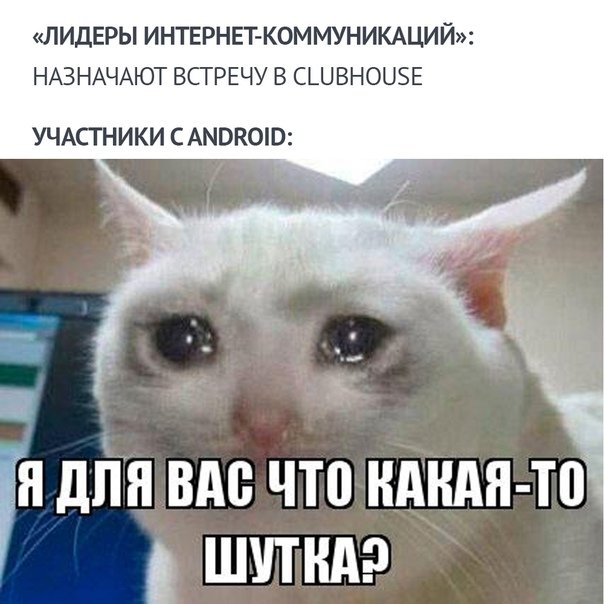 «ЛИДЕРЫ ИНТЕРНЕТ-КОММУНИКАЦИЙ»:
НАЗНАЧАЮТ ВСТРЕЧУ В CLUBHOUSE
УЧАСТНИКИ С ANDROID:
Я ДЛЯ ВАС ЧТО КАКАЯ-ТО
ШУТКА?